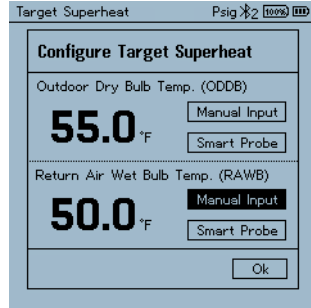 Target Superheat Psig 2 100%
Configure Target Superheat
Outdoor Dry Bulb Temp. (ODDB)
55.0 °F
Manual Input
Smart Probe
Return Air Wet Bulb Temp. (RAWB)
50.0 °F
Manual Input
Smart Probe
Ok